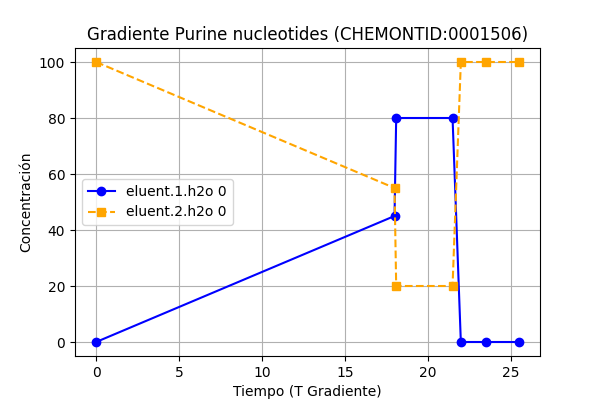 Gradiente Purine nucleotides (CHEMONTID:0001506)
Concentración
100
80
60
40
20
0
eluent.1.h2o 0
eluent.2.h2o 0
0 5 10 15 20 25
Tiempo (T Gradiente)